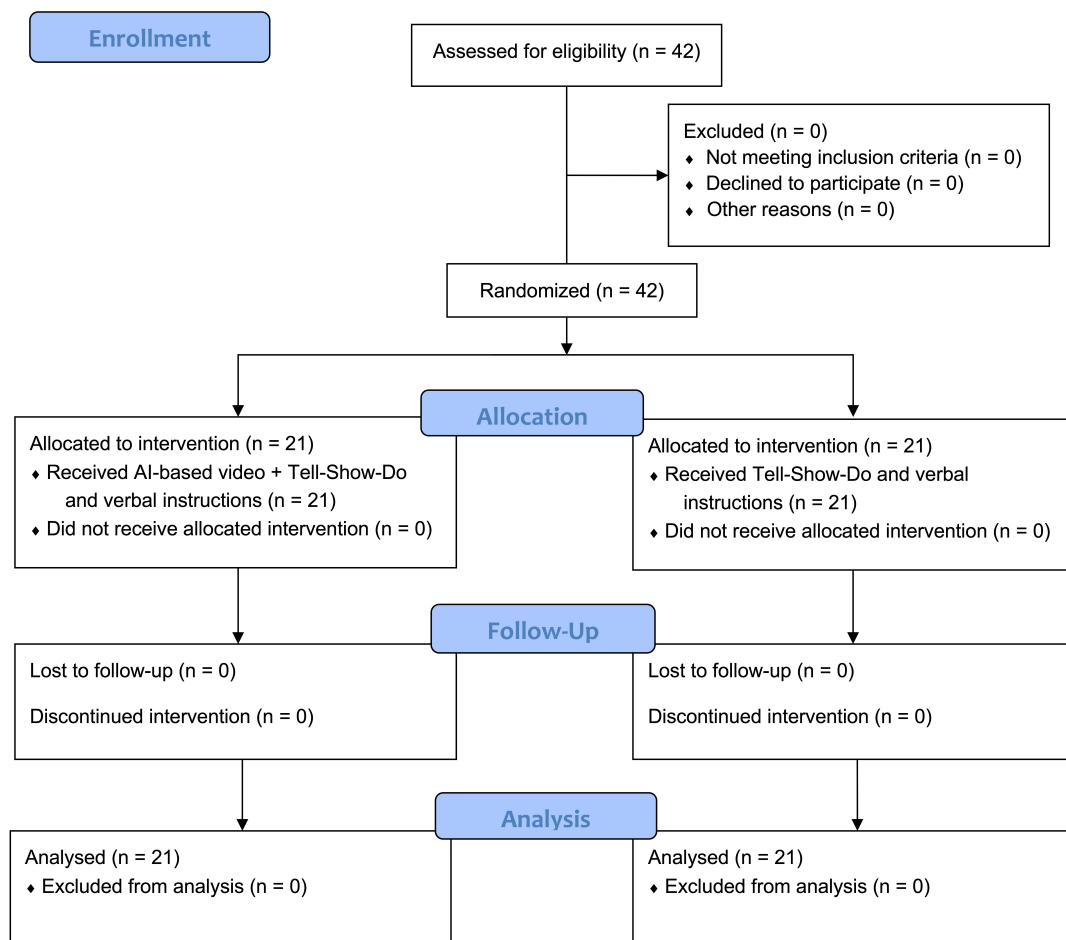 Enrollment
Assessed for eligibility (n = 42)
Excluded (n = 0)
♦ Not meeting inclusion criteria (n = 0)
♦ Declined to participate (n = 0)
♦ Other reasons (n = 0)
Randomized (n = 42)
Allocation
Allocated to intervention (n = 21)
♦ Received AI-based video + Tell-Show-Do
and verbal instructions (n = 21)
♦ Did not receive allocated intervention (n = 0)
Allocated to intervention (n = 21)
♦ Received Tell-Show-Do and verbal
instructions (n = 21)
♦ Did not receive allocated intervention (n = 0)
Follow-Up
Lost to follow-up (n = 0)
Discontinued intervention (n = 0)
Lost to follow-up (n = 0)
Discontinued intervention (n = 0)
Analysis
Analysed (n = 21)
♦ Excluded from analysis (n = 0)
Analysed (n = 21)
♦ Excluded from analysis (n = 0)